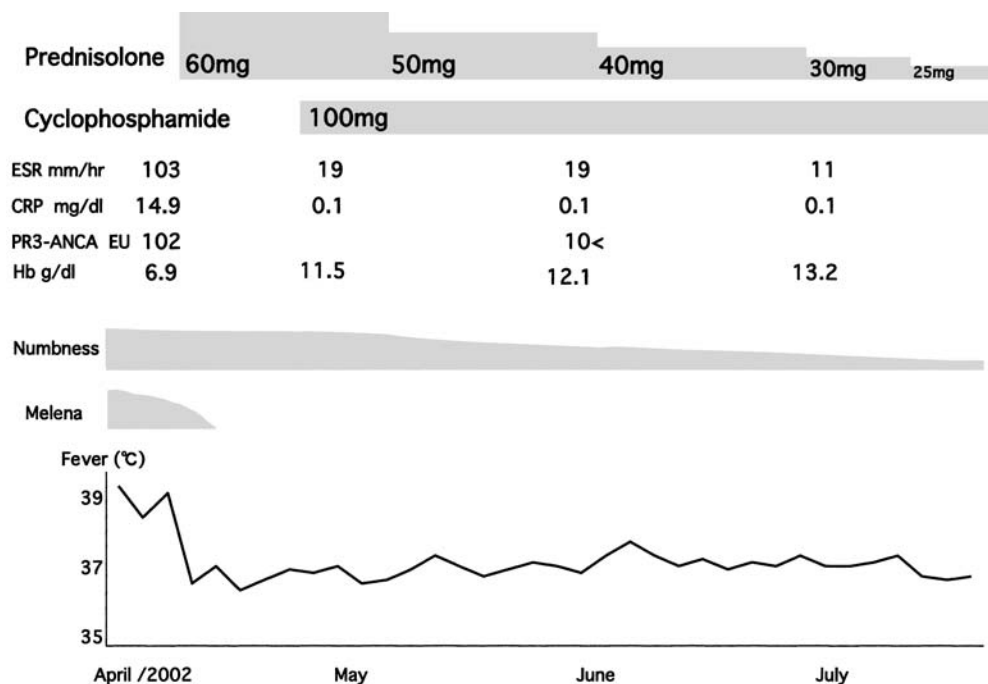 Prednisolone 60mg 50mg 40mg 30mg 25mg
Cyclophosphamide 100mg
ESR mm/hr 103 19 19 11
CRP mg/dl 14.9 0.1 0.1 0.1
PR3-ANCA EU 102 10<
Hb g/dl 6.9 11.5 12.1 13.2
Numbness
Melena
Fever (℃)
39
37
35
April /2002 May June July